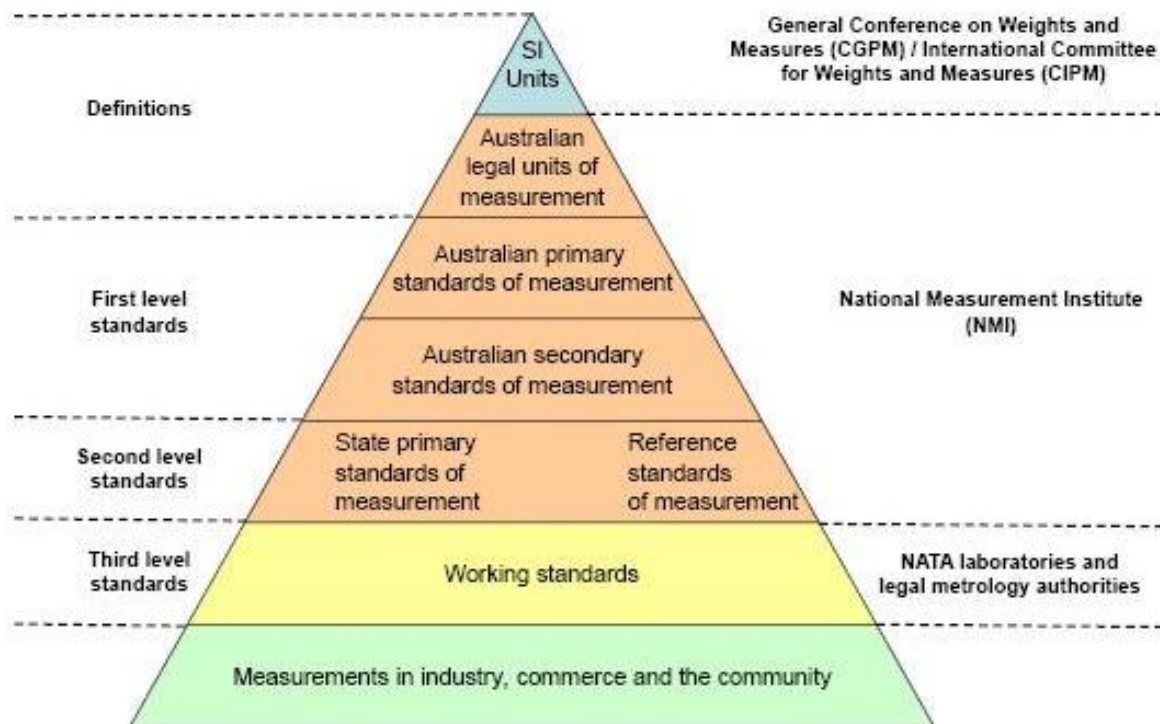 General Conference on Weights and
Measures (CGPM) / International Committee
for Weights and Measures (CIPM)
SI
Units
Definitions
Australian
legal units of
measurement
Australian primary
standards of measurement
First level
standards
National Measurement Institute
(NMI)
Australian secondary
standards of measurement
Second level
standards
State primary
standards of
measurement
Reference
standards
of measurement
Third level
standards
Working standards
NATA laboratories and
legal metrology authorities
Measurements in industry, commerce and the community